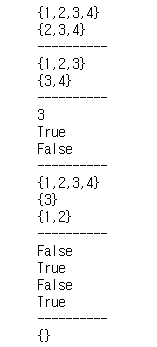 {1,2,3,4}
{2,3,4}
----------
{1,2,3}
{3,4}
----------
3
True
False
----------
{1,2,3,4}
{3}
{1,2}
----------
False
True
False
True
----------
{}